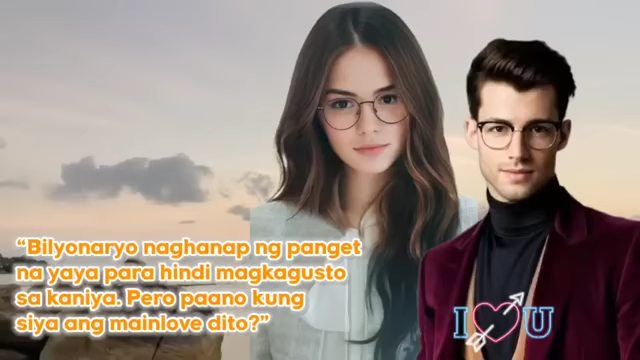 “Bilyonaryo naghanap ng panget
na yaya para hindi magkagusto
sa kaniya. Pero paano kung
siya ang mainlove dito?”
I U